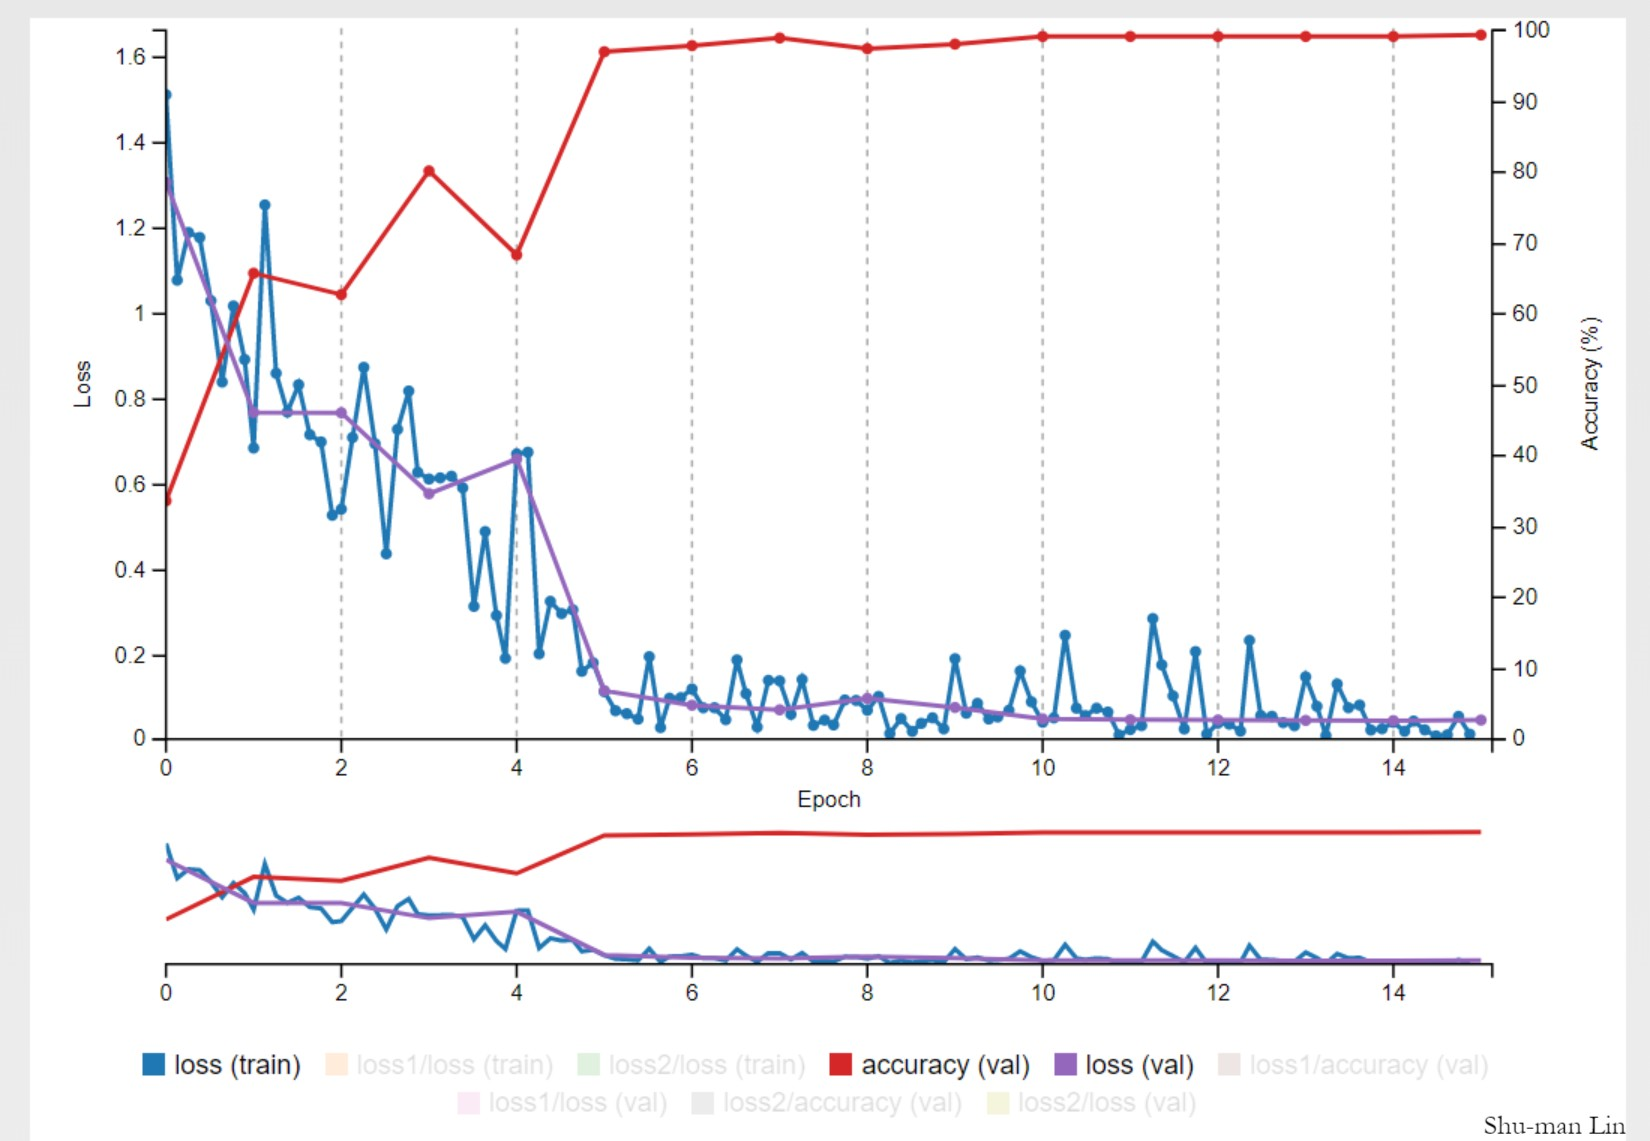 1.6
1.4
1.2
1
0.8
0.6
0.4
0.2
0
Loss
100
90
80
70
60
50
40
30
20
10
0
Accuracy (%)
0 2 4 6 8 10 12 14
Epoch
0 2 4 6 8 10 12 14
loss (train) loss1/loss (train) loss2/loss (train) accuracy (val) loss (val) loss1/accuracy (val)
loss1/loss (val) loss2/accuracy (val) loss2/loss (val)
Shu-man Lin